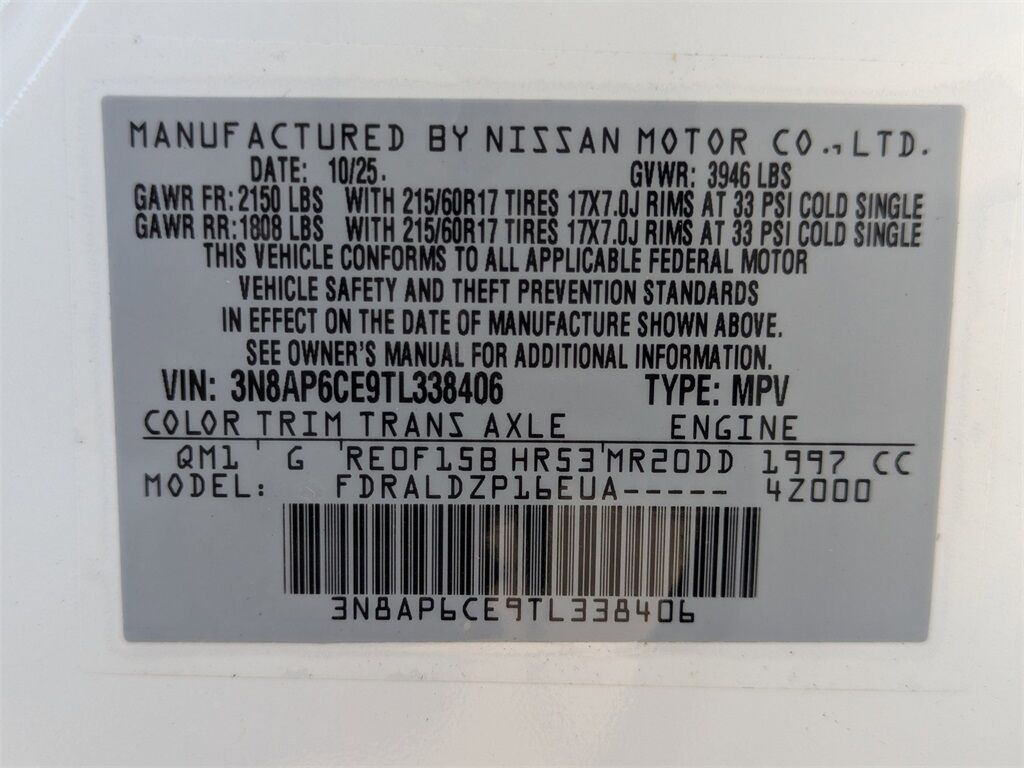 MANUFACTURED BY NISSAN MOTOR CO.,LTD.
DATE: 10/25. GVWR: 3946 LBS
GAWR FR: 2150 LBS WITH 215/60R17 TIRES 17X7.0J RIMS AT 33 PSI COLD SINGLE
GAWR RR: 1808 LBS WITH 215/60R17 TIRES 17X7.0J RIMS AT 33 PSI COLD SINGLE
THIS VEHICLE CONFORMS TO ALL APPLICABLE FEDERAL MOTOR
VEHICLE SAFETY AND THEFT PREVENTION STANDARDS
IN EFFECT ON THE DATE OF MANUFACTURE SHOWN ABOVE.
SEE OWNER'S MANUAL FOR ADDITIONAL INFORMATION.
VIN: 3N8AP6CE9TL338406 TYPE: MPV
COLOR TRIM TRANS AXLE ENGINE
QM1 G RE0F15B HR53 MR20DD 1997 CC
MODEL: FDRALDZP16EUA----- 4Z000
3N8AP6CE9TL338406